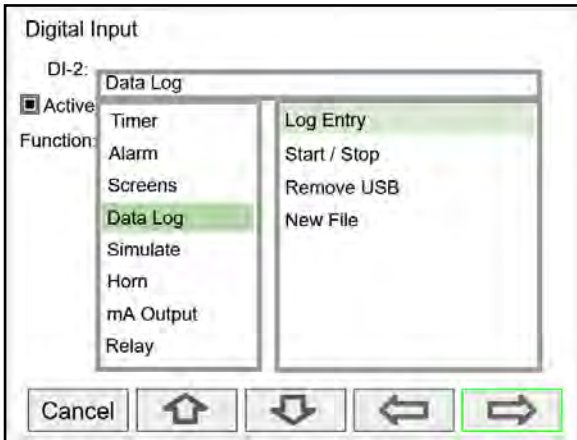 Digital Input
DI-2:
Data Log
Active
Function:
Timer
Alarm
Screens
Data Log
Simulate
Horn
mA Output
Relay
Log Entry
Start / Stop
Remove USB
New File
Cancel